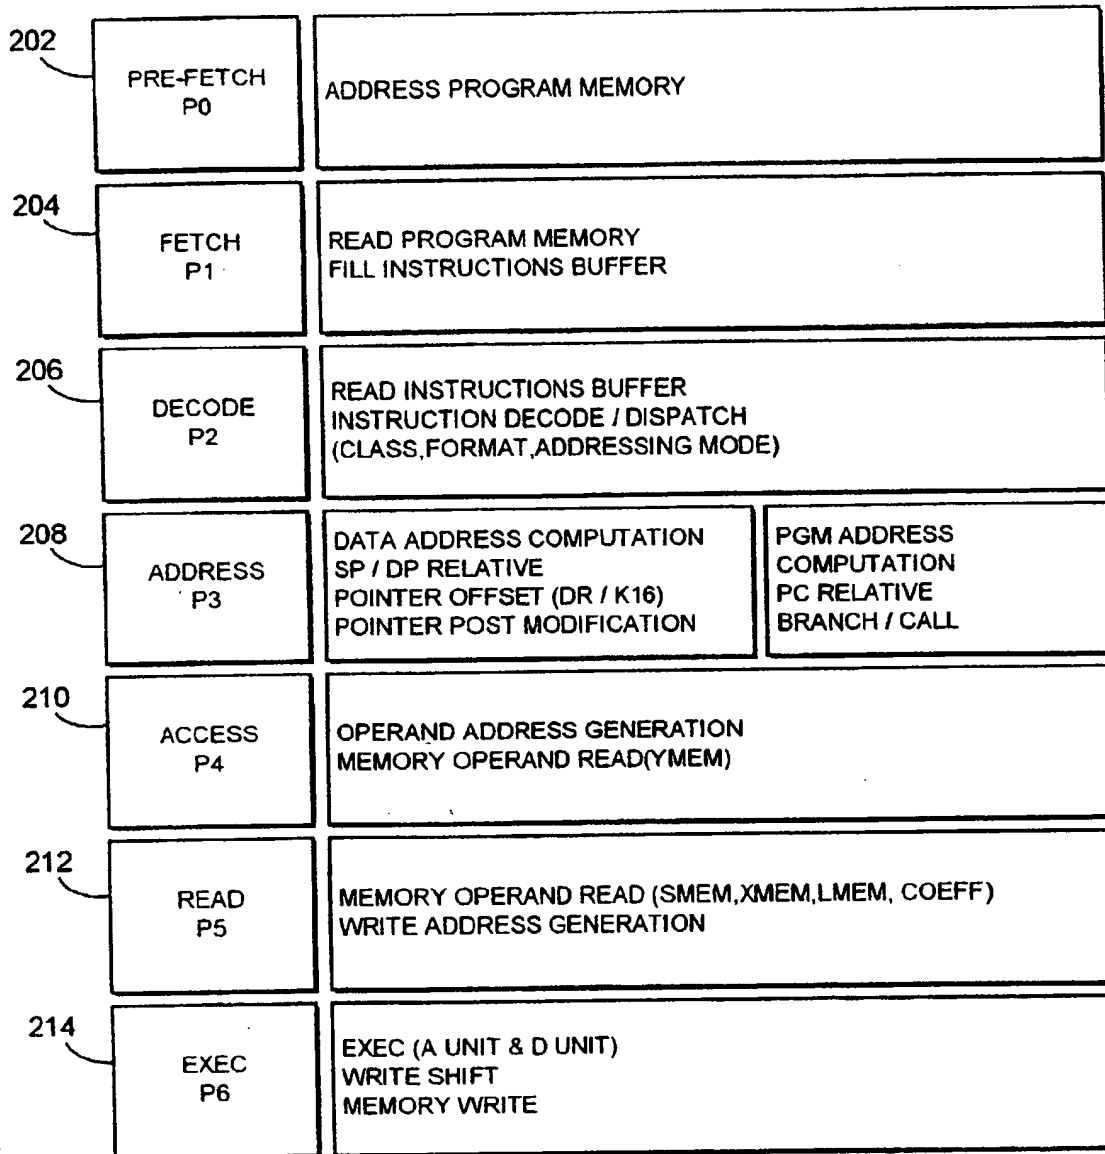 202
PRE-FETCH
P0
ADDRESS PROGRAM MEMORY
204
FETCH
P1
READ PROGRAM MEMORY
FILL INSTRUCTIONS BUFFER
206
DECODE
P2
READ INSTRUCTIONS BUFFER
INSTRUCTION DECODE / DISPATCH
(CLASS,FORMAT,ADDRESSING MODE)
208
ADDRESS
P3
DATA ADDRESS COMPUTATION
SP / DP RELATIVE
POINTER OFFSET (DR / K16)
POINTER POST MODIFICATION
PGM ADDRESS
COMPUTATION
PC RELATIVE
BRANCH / CALL
210
ACCESS
P4
OPERAND ADDRESS GENERATION
MEMORY OPERAND READ(YMEM)
212
READ
P5
MEMORY OPERAND READ (SMEM,XMEM,LMEM, COEFF)
WRITE ADDRESS GENERATION
214
EXEC
P6
EXEC (A UNIT & D UNIT)
WRITE SHIFT
MEMORY WRITE